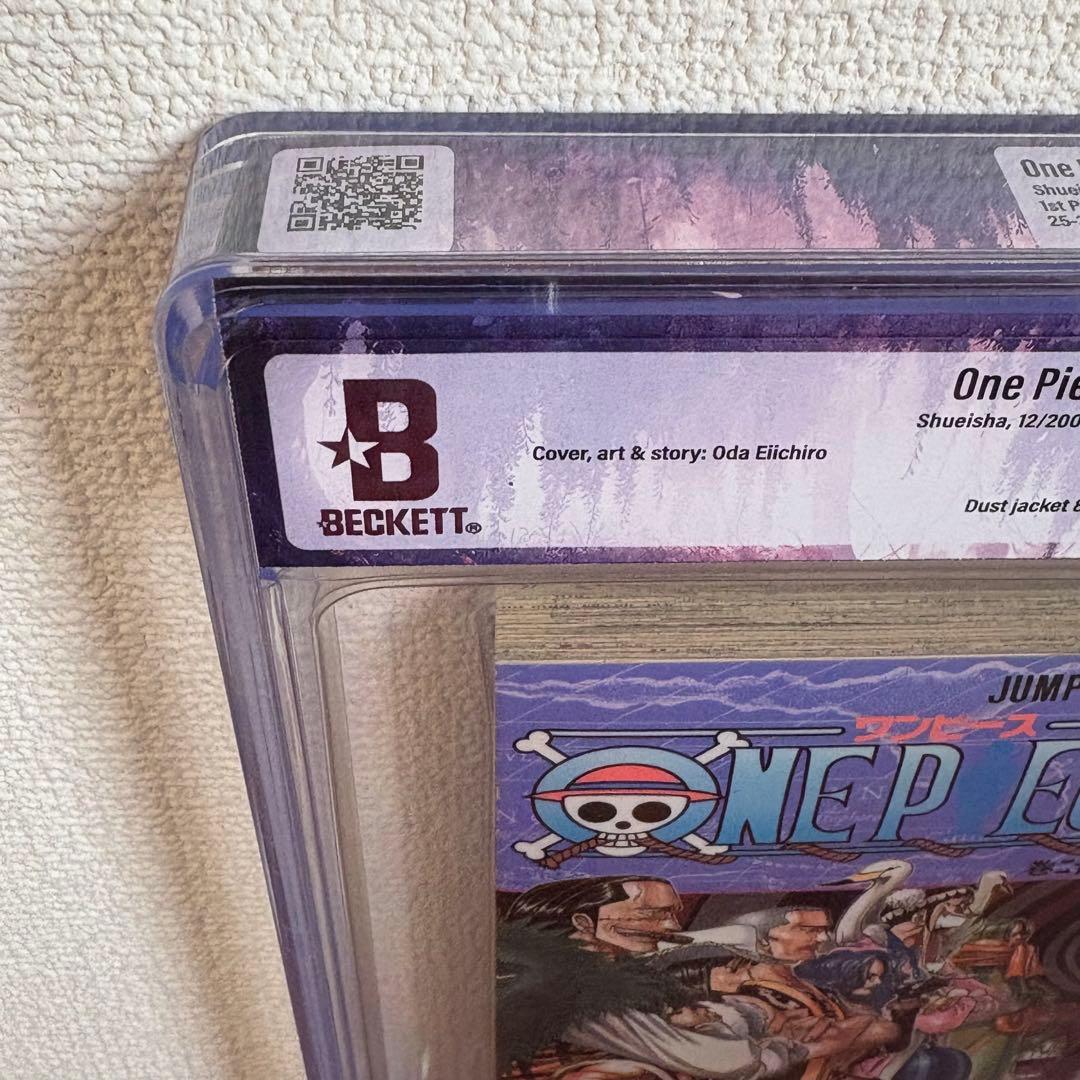 One
Shuei
1st P
25-
One Pie
Shueisha, 12/200
Cover, art & story: Oda Eiichiro
Dust jacket &
B
BECKETT®
JUMP
ワンピース
ONE PIE